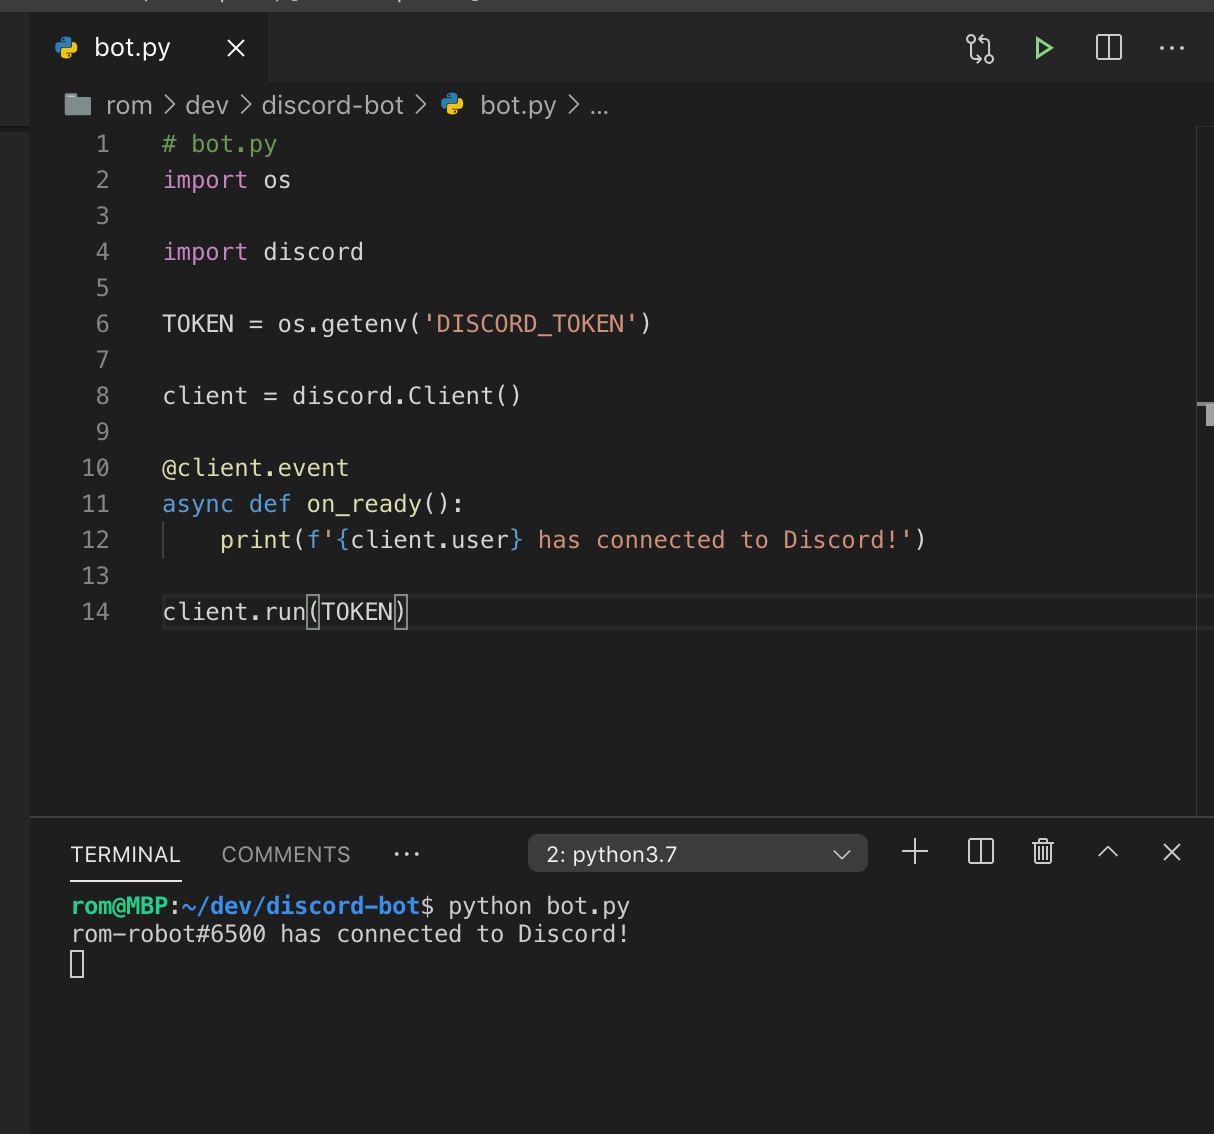 bot.py
rom > dev > discord-bot > bot.py > ...
1 # bot.py
2 import os
3
4 import discord
5
6 TOKEN = os.getenv('DISCORD_TOKEN')
7
8 client = discord.Client()
9
10 @client.event
11 async def on_ready():
12     print(f'{client.user} has connected to Discord!')
13
14 client.run(TOKEN)
TERMINAL COMMENTS ... 2: python3.7
rom@MBP:~/dev/discord-bot$ python bot.py
rom-robot#6500 has connected to Discord!